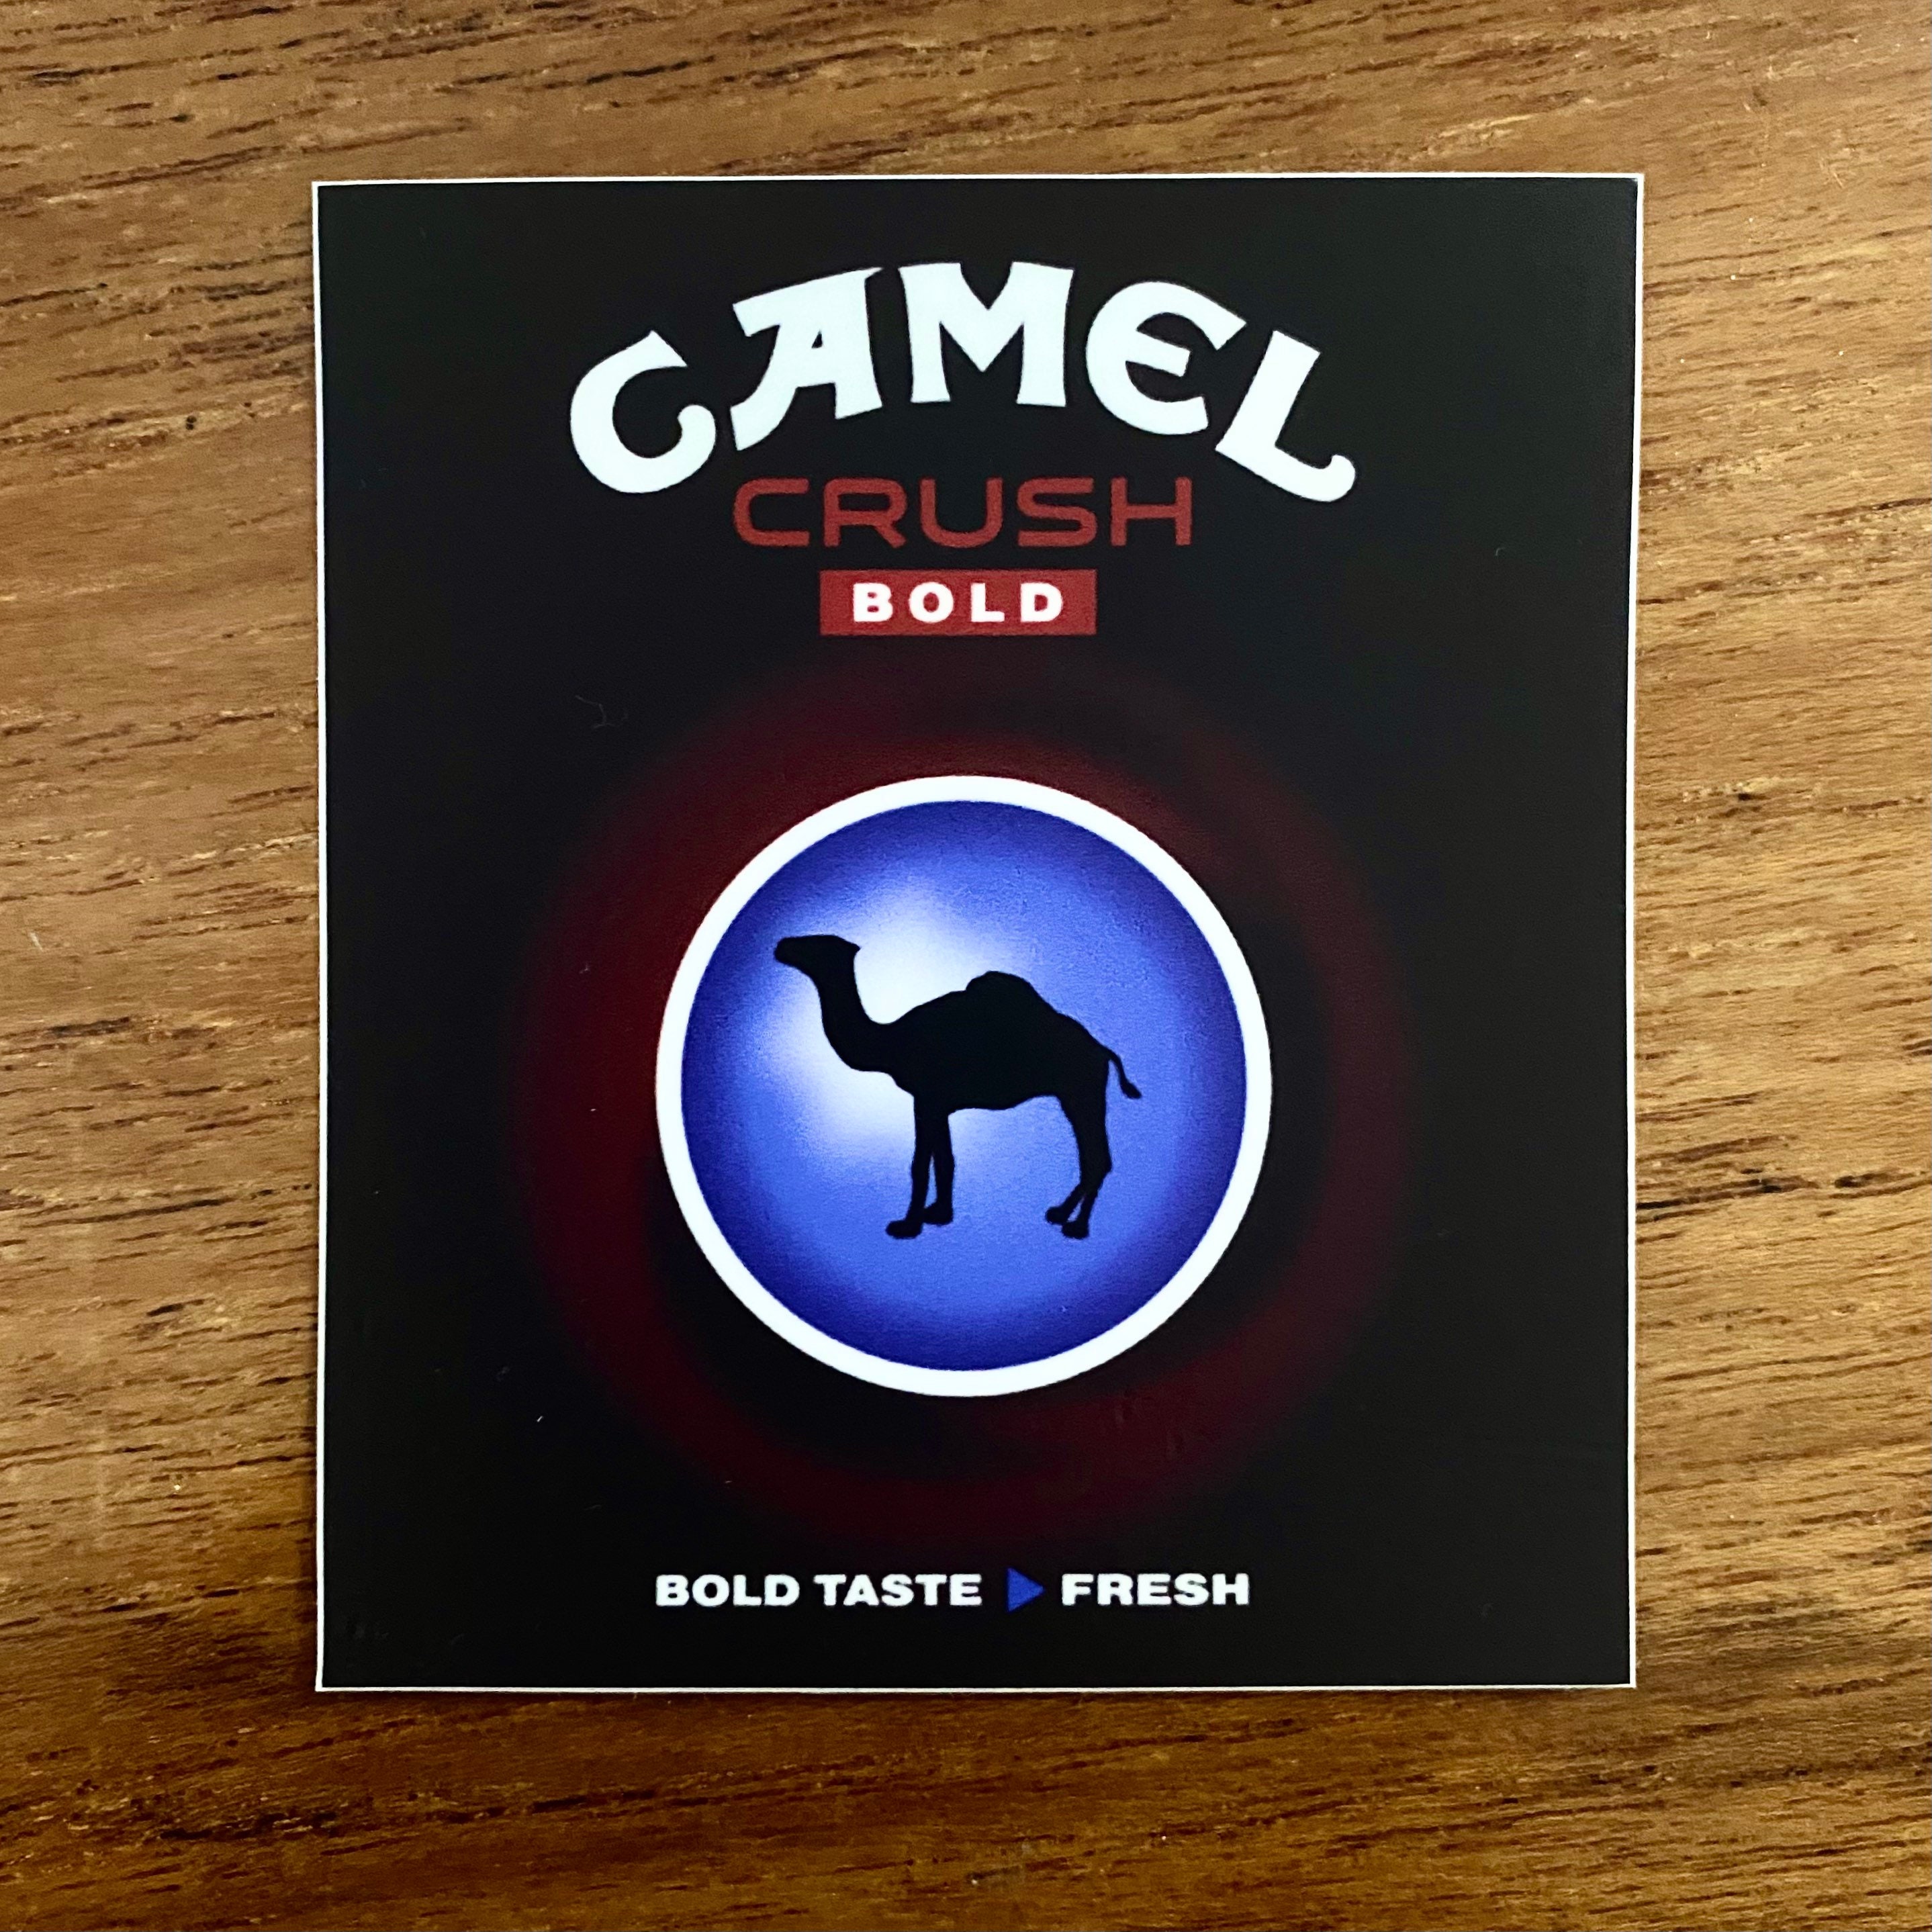 CAMEL
CRUSH
BOLD
BOLD TASTE ▶ FRESH